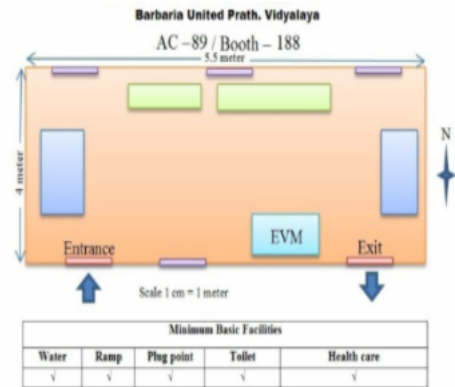 Barbaria United Prath. Vidyalaya
AC -89 / Booth - 188
5.5 meter
4 meter
N
EVM
Entrance
Exit
Scale 1 cm = 1 meter
Minimum Basic Facilities
Water Ramp Plug point Toilet Health care
√ √ √ √ √